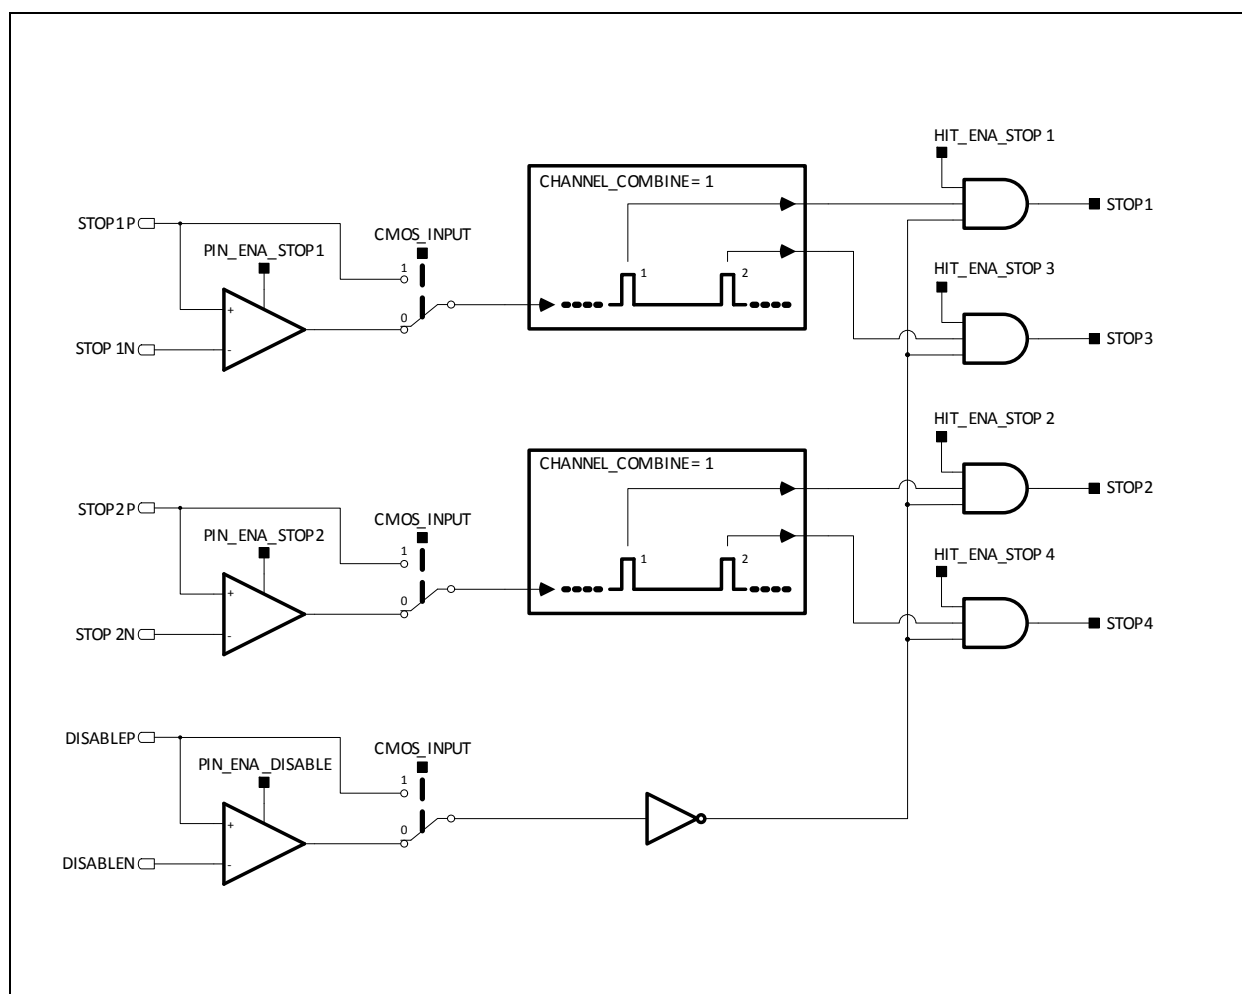 HIT_ENA_STOP 1
CHANNEL_COMBINE= 1
STOP1
STOP1P
CMOS_INPUT
PIN_ENA_STOP1
1
1
2
HIT_ENA_STOP 3
+
0
STOP3
STOP 1N
-
HIT_ENA_STOP 2
CHANNEL_COMBINE= 1
STOP2
STOP2P
CMOS_INPUT
PIN_ENA_STOP2
1
1
2
HIT_ENA_STOP 4
+
0
STOP4
STOP 2N
-
DISABLEP
CMOS_INPUT
PIN_ENA_DISABLE
1
+
0
DISABLEN
-